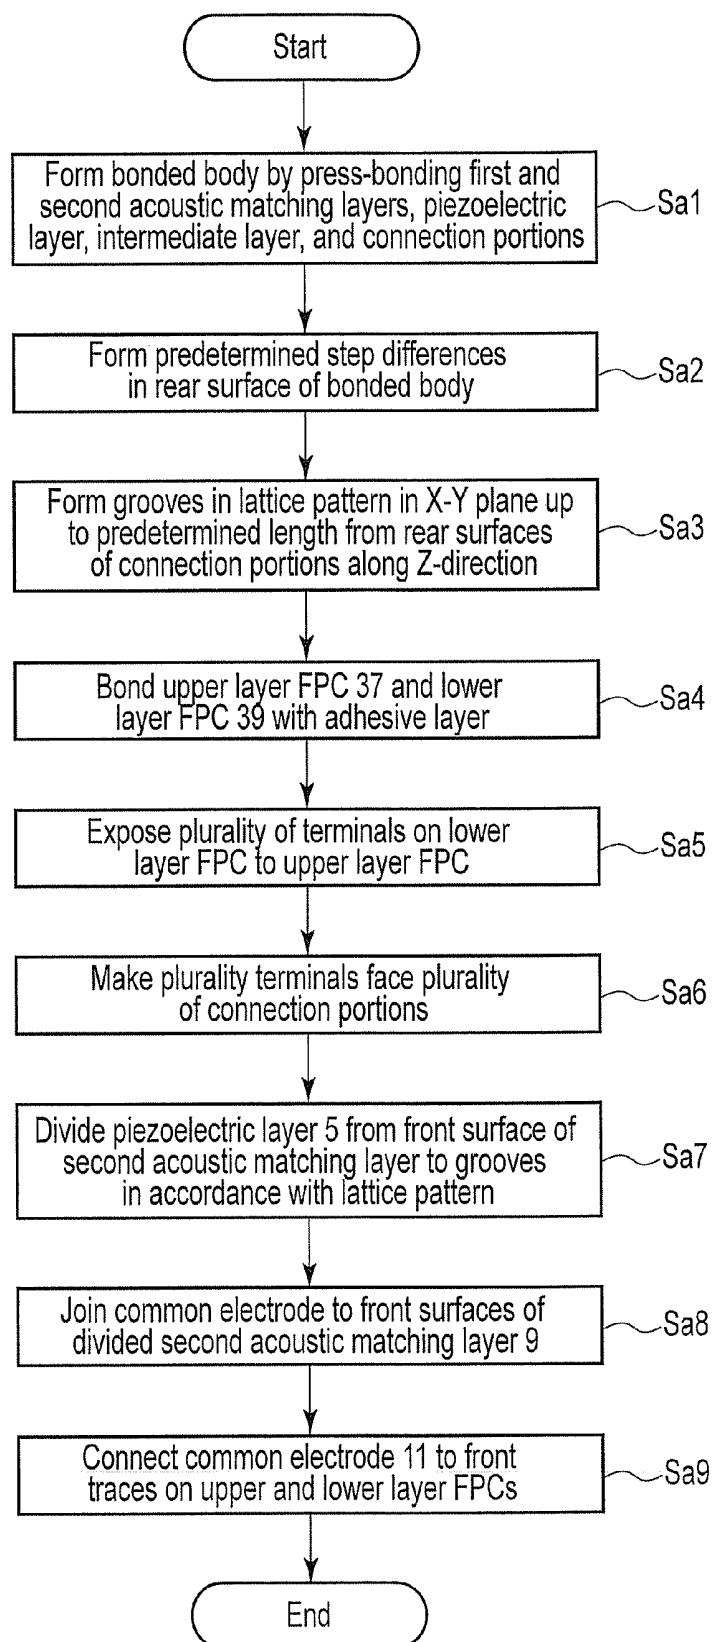 Start
Form bonded body by press-bonding first and
second acoustic matching layers, piezoelectric
layer, intermediate layer, and connection portions
Sa1
Form predetermined step differences
in rear surface of bonded body
Sa2
Form grooves in lattice pattern in X-Y plane up
to predetermined length from rear surfaces
of connection portions along Z-direction
Sa3
Bond upper layer FPC 37 and lower
layer FPC 39 with adhesive layer
Sa4
Expose plurality of terminals on lower
layer FPC to upper layer FPC
Sa5
Make plurality terminals face plurality
of connection portions
Sa6
Divide piezoelectric layer 5 from front surface of
second acoustic matching layer to grooves
in accordance with lattice pattern
Sa7
Join common electrode to front surfaces of
divided second acoustic matching layer 9
Sa8
Connect common electrode 11 to front
traces on upper and lower layer FPCs
Sa9
End